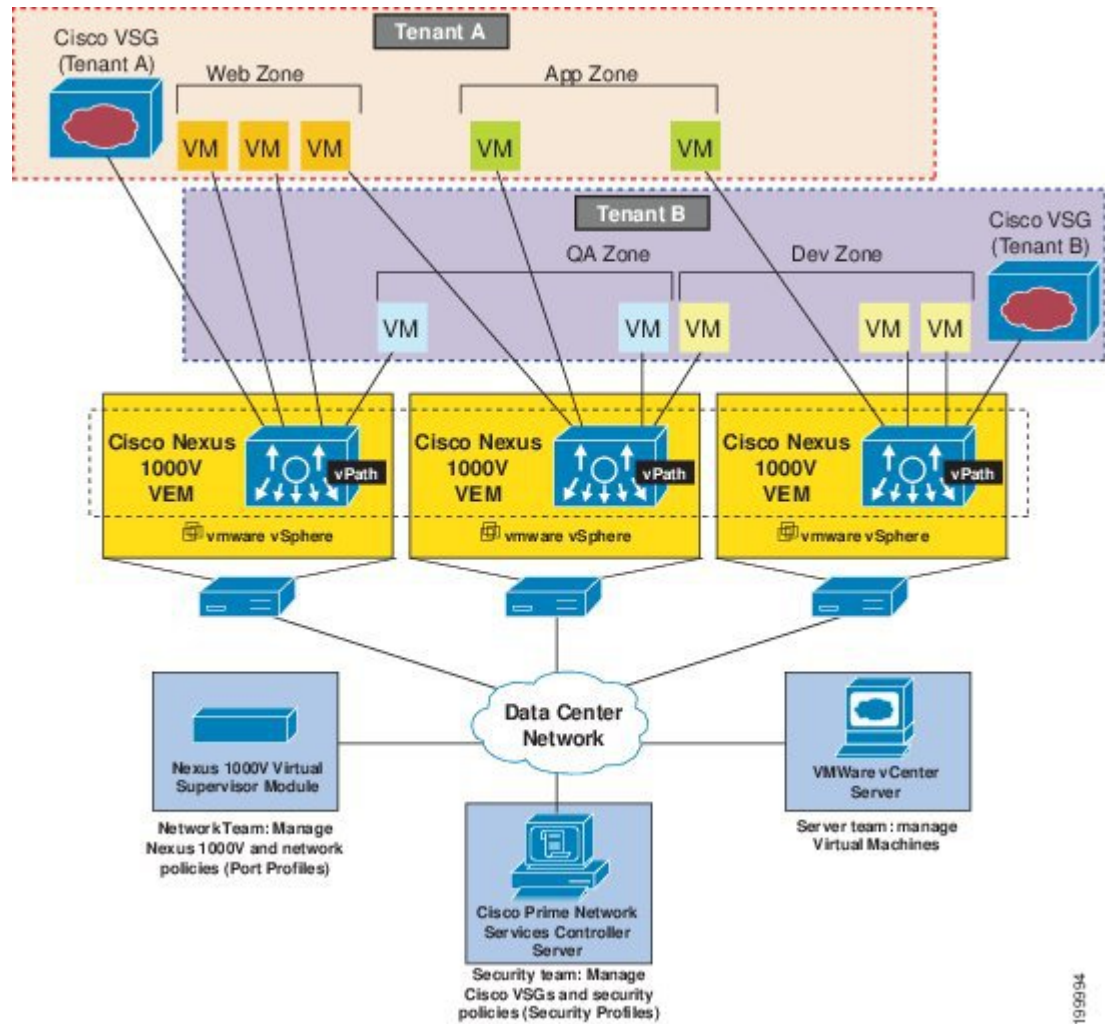 Tenant A
Cisco VSG
(Tenant A)
Web Zone
App Zone
VM
VM
VM
VM
VM
Tenant B
Cisco VSG
(Tenant B)
QA Zone
Dev Zone
VM
VM
VM
VM
VM
Cisco Nexus
1000V
VEM
vPath
vmware vSphere
Cisco Nexus
1000V
VEM
vPath
vmware vSphere
Cisco Nexus
1000V
VEM
vPath
vmware vSphere
Data Center
Network
Nexus 1000V Virtual
Supervisor Module
NetworkTeam: Manage
Nexus 1000V and network
policies (Port Profiles)
VMWare vCenter
Server
Server team: manage
Virtual Machines
Cisco Prime Network
Services Controller
Server
Security team: Manage
Cisco VSGs and security
policies (Security Profiles)
199994